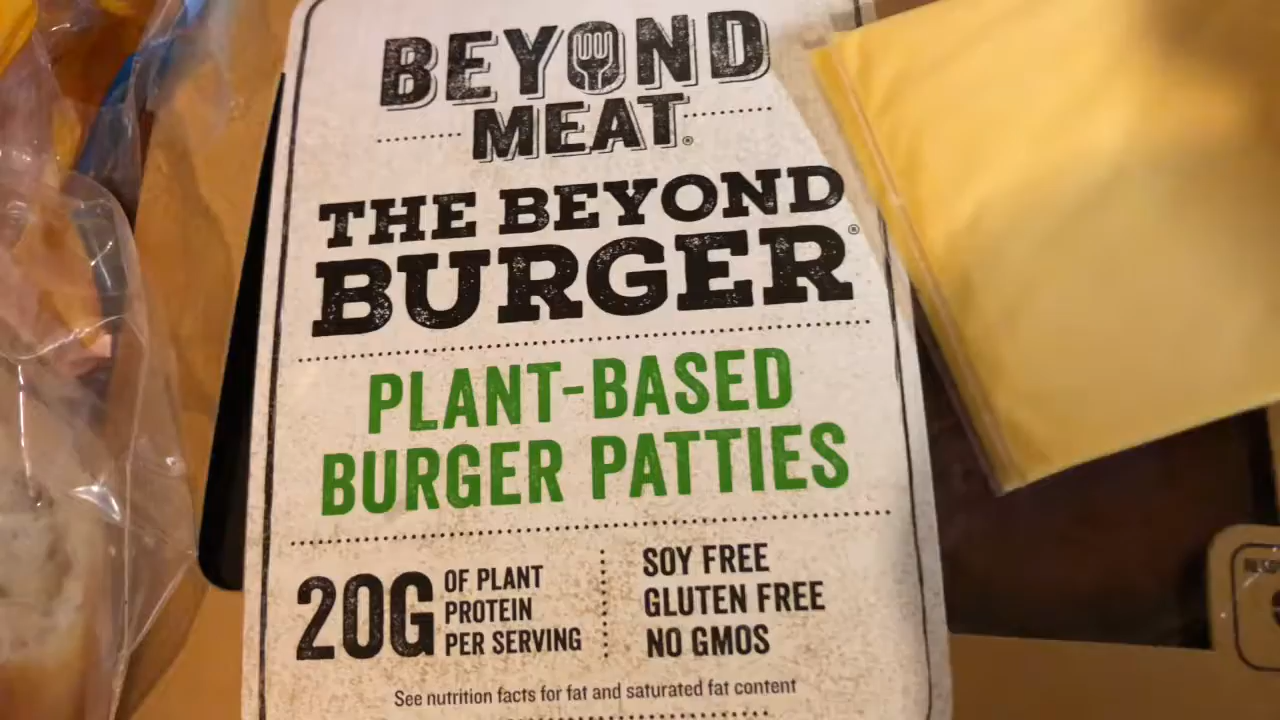 BEYOND
MEAT®
THE BEYOND
BURGER®
PLANT-BASED
BURGER PATTIES
20G OF PLANT
PROTEIN
PER SERVING
SOY FREE
GLUTEN FREE
NO GMOS
See nutrition facts for fat and saturated fat content